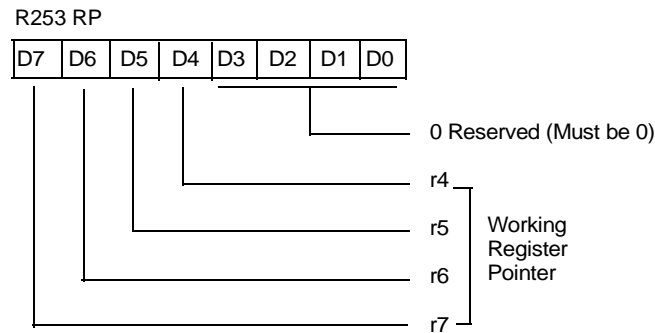 R253 RP
D7 D6 D5 D4 D3 D2 D1 D0
0 Reserved (Must be 0)
r4
r5
r6
r7
Working
Register
Pointer